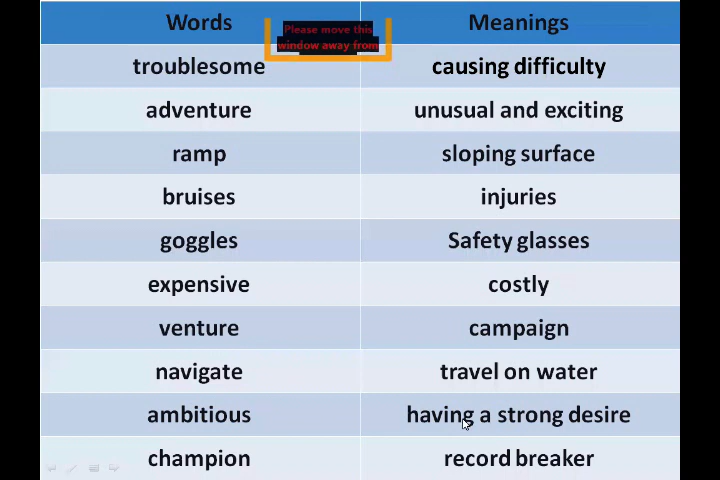 Words Meanings
Please move this
window away from
troublesome causing difficulty
adventure unusual and exciting
ramp sloping surface
bruises injuries
goggles Safety glasses
expensive costly
venture campaign
navigate travel on water
ambitious having a strong desire
champion record breaker